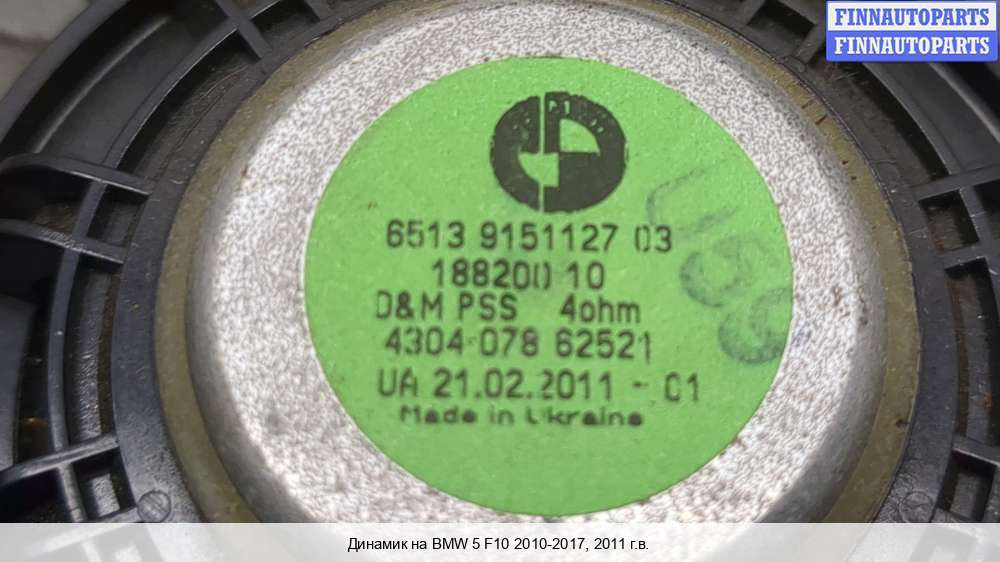 FINNAUTOPARTS
FINNAUTOPARTS
6513 9151127 03
188200 10
D&M PSS 4ohm
4304-078 62521
UA 21.02.2011 - 01
Made in Ukraine
Динамик на BMW 5 F10 2010-2017, 2011 г.в.